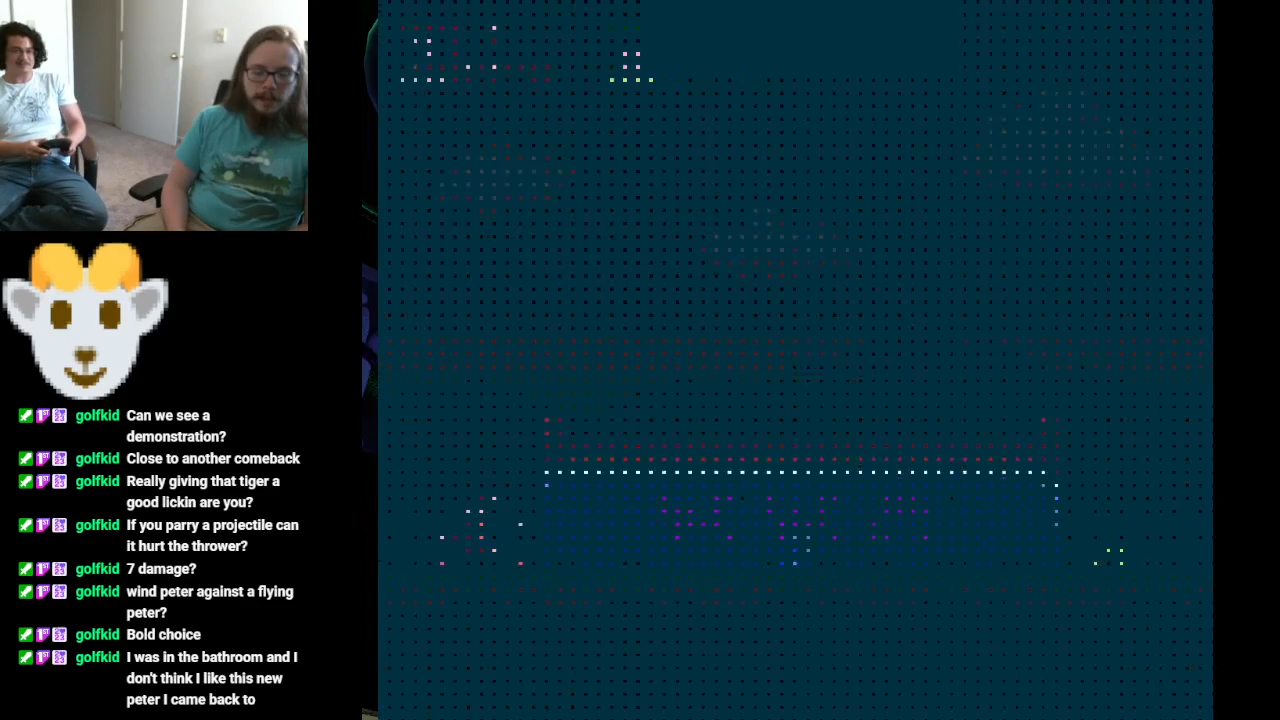 golfkid Can we see a
demonstration?
golfkid Close to another comeback
golfkid Really giving that tiger a
good lickin are you?
golfkid If you parry a projectile can
it hurt the thrower?
golfkid 7 damage?
golfkid wind peter against a flying
peter?
golfkid Bold choice
golfkid I was in the bathroom and I
don't think I like this new
peter I came back to